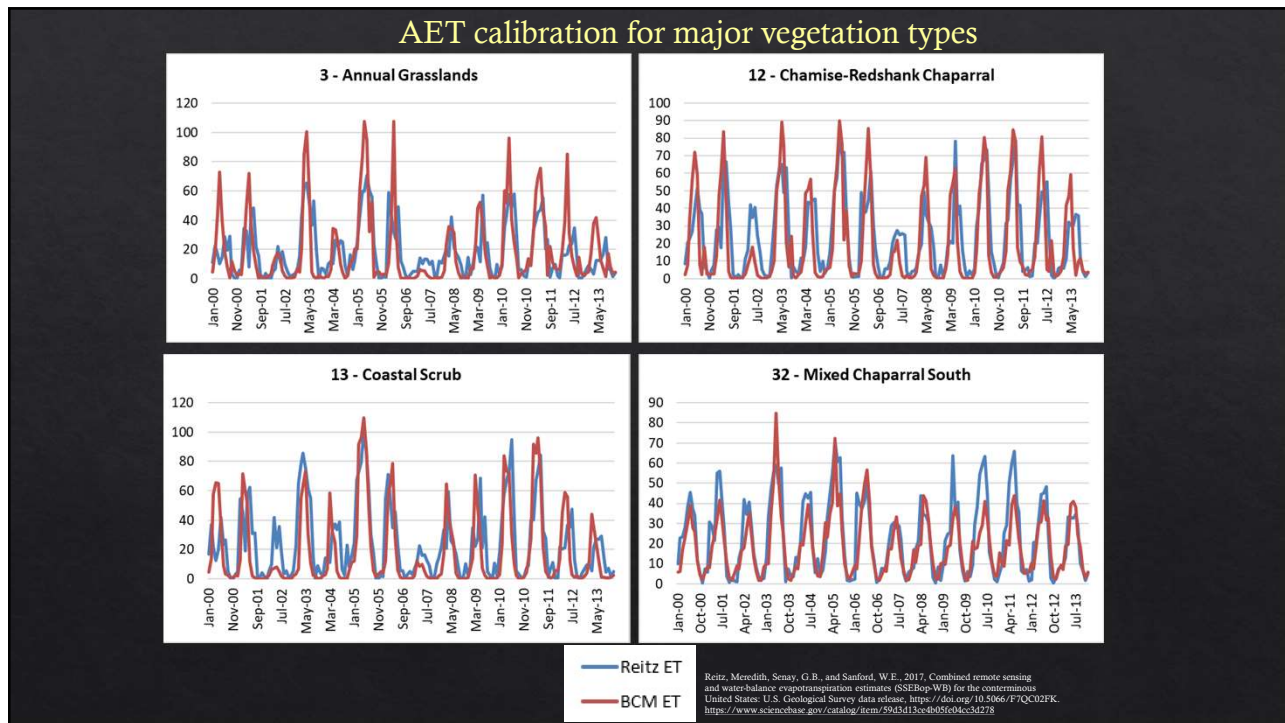 AET calibration for major vegetation types
3 - Annual Grasslands
120
100
80
60
40
20
0
Jan-00
Nov-00
Sep-01
Jul-02
May-03
Mar-04
Jan-05
Nov-05
Sep-06
Jul-07
May-08
Mar-09
Jan-10
Nov-10
Sep-11
Jul-12
May-13
12 - Chamise-Redshank Chaparral
100
90
80
70
60
50
40
30
20
10
0
Jan-00
Nov-00
Sep-01
Jul-02
May-03
Mar-04
Jan-05
Nov-05
Sep-06
Jul-07
May-08
Mar-09
Jan-10
Nov-10
Sep-11
Jul-12
May-13
13 - Coastal Scrub
120
100
80
60
40
20
0
Jan-00
Nov-00
Sep-01
Jul-02
May-03
Mar-04
Jan-05
Nov-05
Sep-06
Jul-07
May-08
Mar-09
Jan-10
Nov-10
Sep-11
Jul-12
May-13
32 - Mixed Chaparral South
90
80
70
60
50
40
30
20
10
0
Jan-00
Oct-00
Jul-01
Apr-02
Jan-03
Oct-03
Jul-04
Apr-05
Jan-06
Oct-06
Jul-07
Apr-08
Jan-09
Oct-09
Jul-10
Apr-11
Jan-12
Oct-12
Jul-13
Reitz ET
BCM ET
Reitz, Meredith, Senay, G.B., and Sanford, W.E., 2017, Combined remote sensing
and water-balance evapotranspiration estimates (SSEBop-WB) for the conterminous
United States: U.S. Geological Survey data release, https://doi.org/10.5066/F7QC02FK.
https://www.sciencebase.gov/catalog/item/59d3d13ce4b05fe04cc3d278